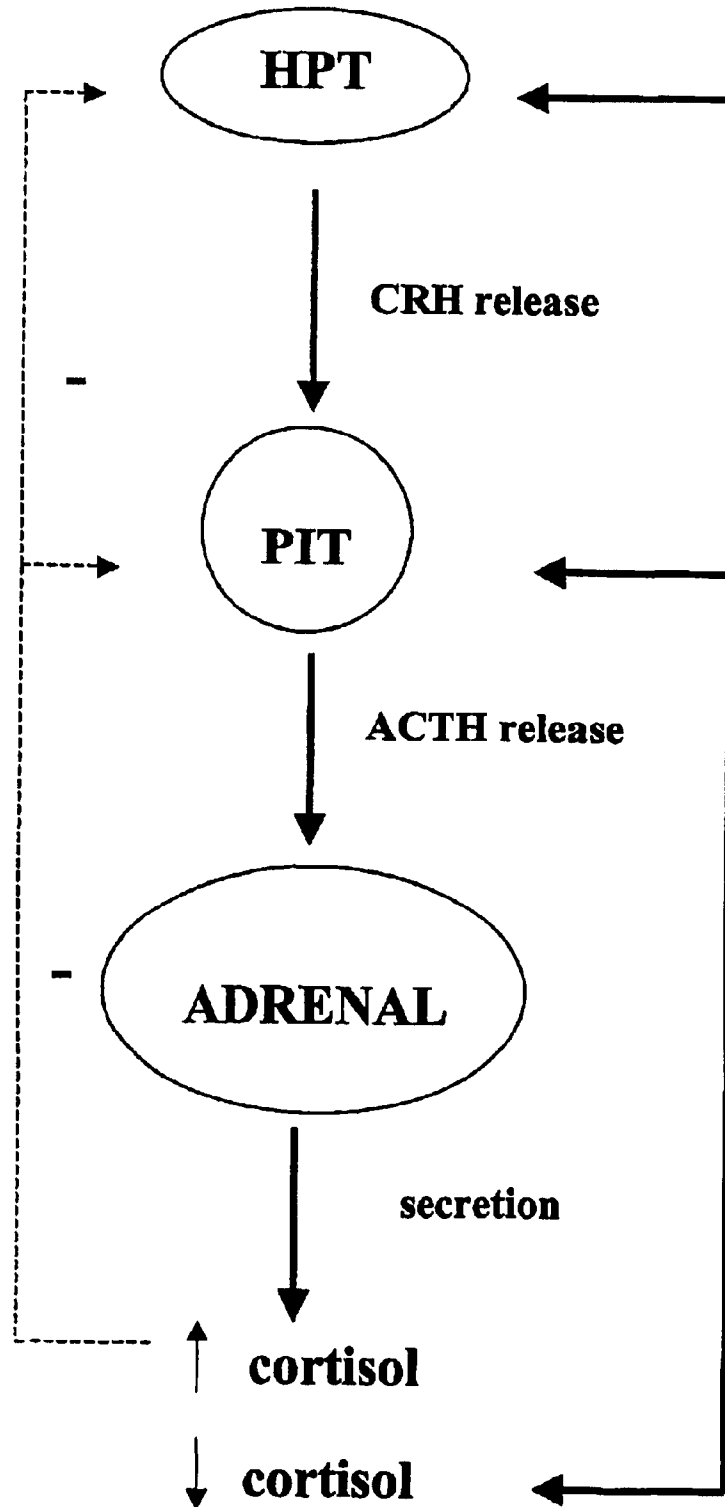 HPT
CRH release
-
PIT
ACTH release
-
ADRENAL
secretion
cortisol
cortisol